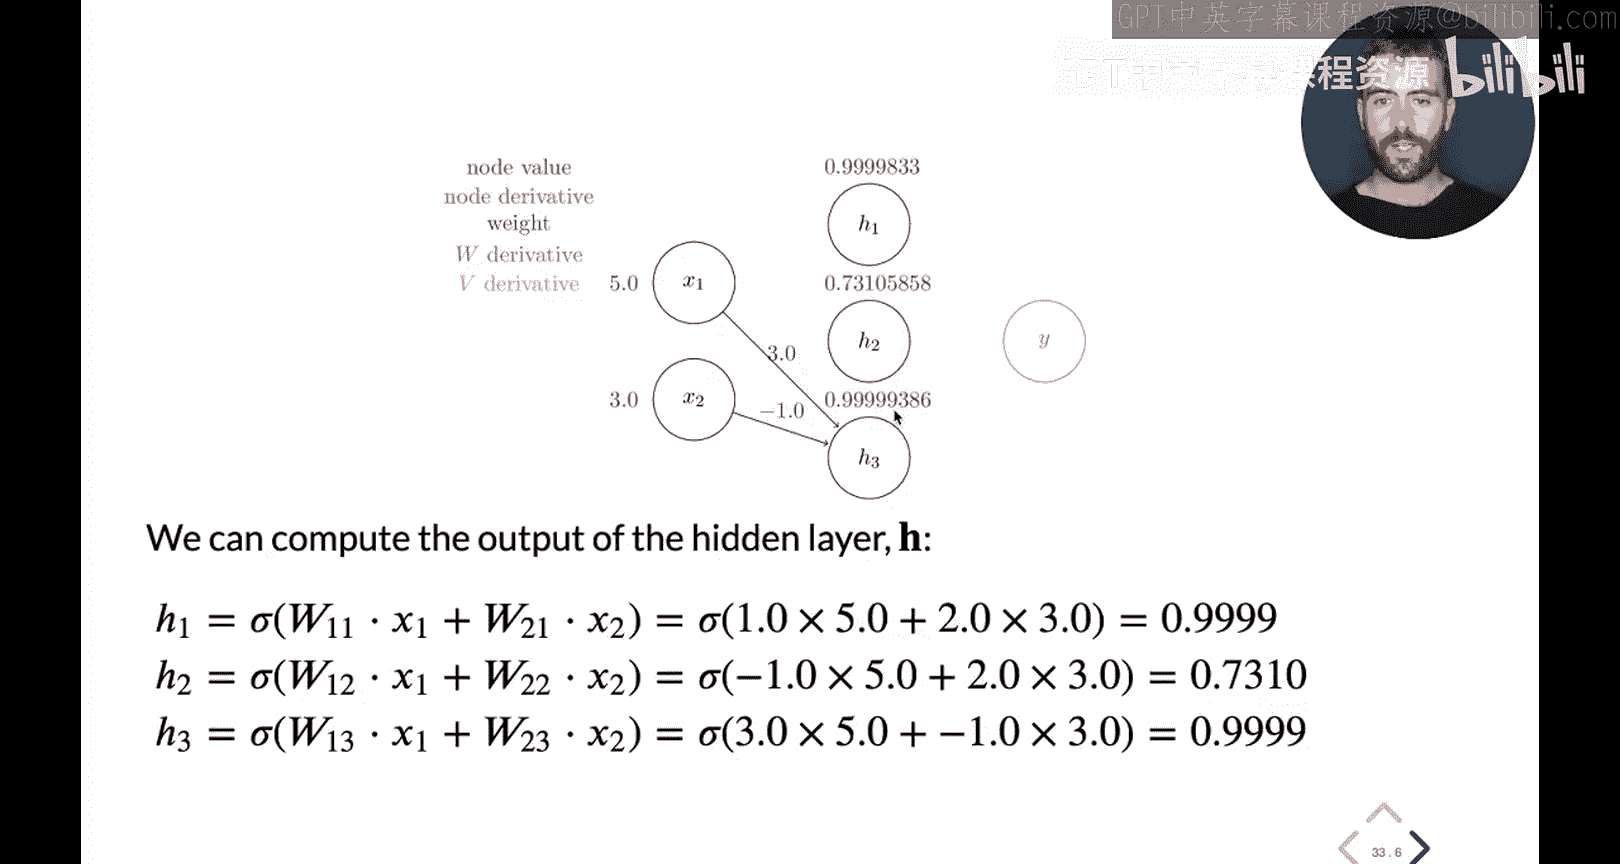 GPT中英字幕课程资源@bilibili.com
程资源 bilibili
node value
node derivative
weight
W derivative
V derivative
0.9999833
h₁
5.0
x₁
0.73105858
h₂
y
3.0
3.0
x₂
−1.0
0.99999386
h₃
We can compute the output of the hidden layer, h:
h₁ = σ(W₁₁ · x₁ + W₂₁ · x₂) = σ(1.0 × 5.0 + 2.0 × 3.0) = 0.9999
h₂ = σ(W₁₂ · x₁ + W₂₂ · x₂) = σ(−1.0 × 5.0 + 2.0 × 3.0) = 0.7310
h₃ = σ(W₁₃ · x₁ + W₂₃ · x₂) = σ(3.0 × 5.0 + −1.0 × 3.0) = 0.9999
33.6